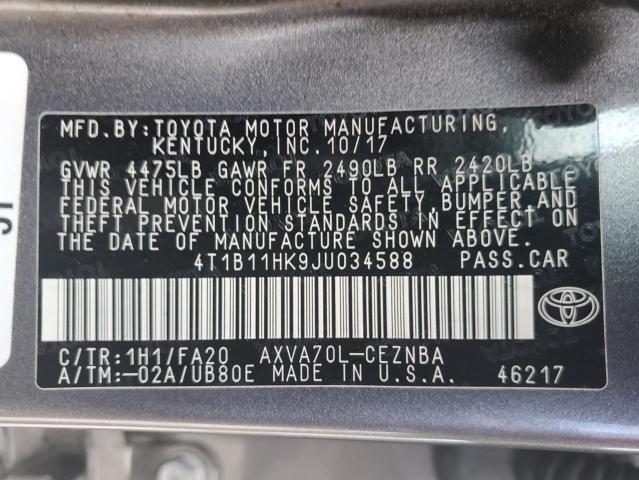 MFD. BY: TOYOTA MOTOR MANUFACTURING,
KENTUCKY, INC. 10/17
GVWR 4475LB GAWR FR 2490LB RR 2420LB
THIS VEHICLE CONFORMS TO ALL APPLICABLE
FEDERAL MOTOR VEHICLE SAFETY, BUMPER, AND
THEFT PREVENTION STANDARDS IN EFFECT ON
THE DATE OF MANUFACTURE SHOWN ABOVE.
4T1B11HK9JU034588 PASS.CAR
C/TR:1H1/FA20 AXVA70L-CEZNBA
A/TM:-02A/UB80E MADE IN U.S.A. 46217